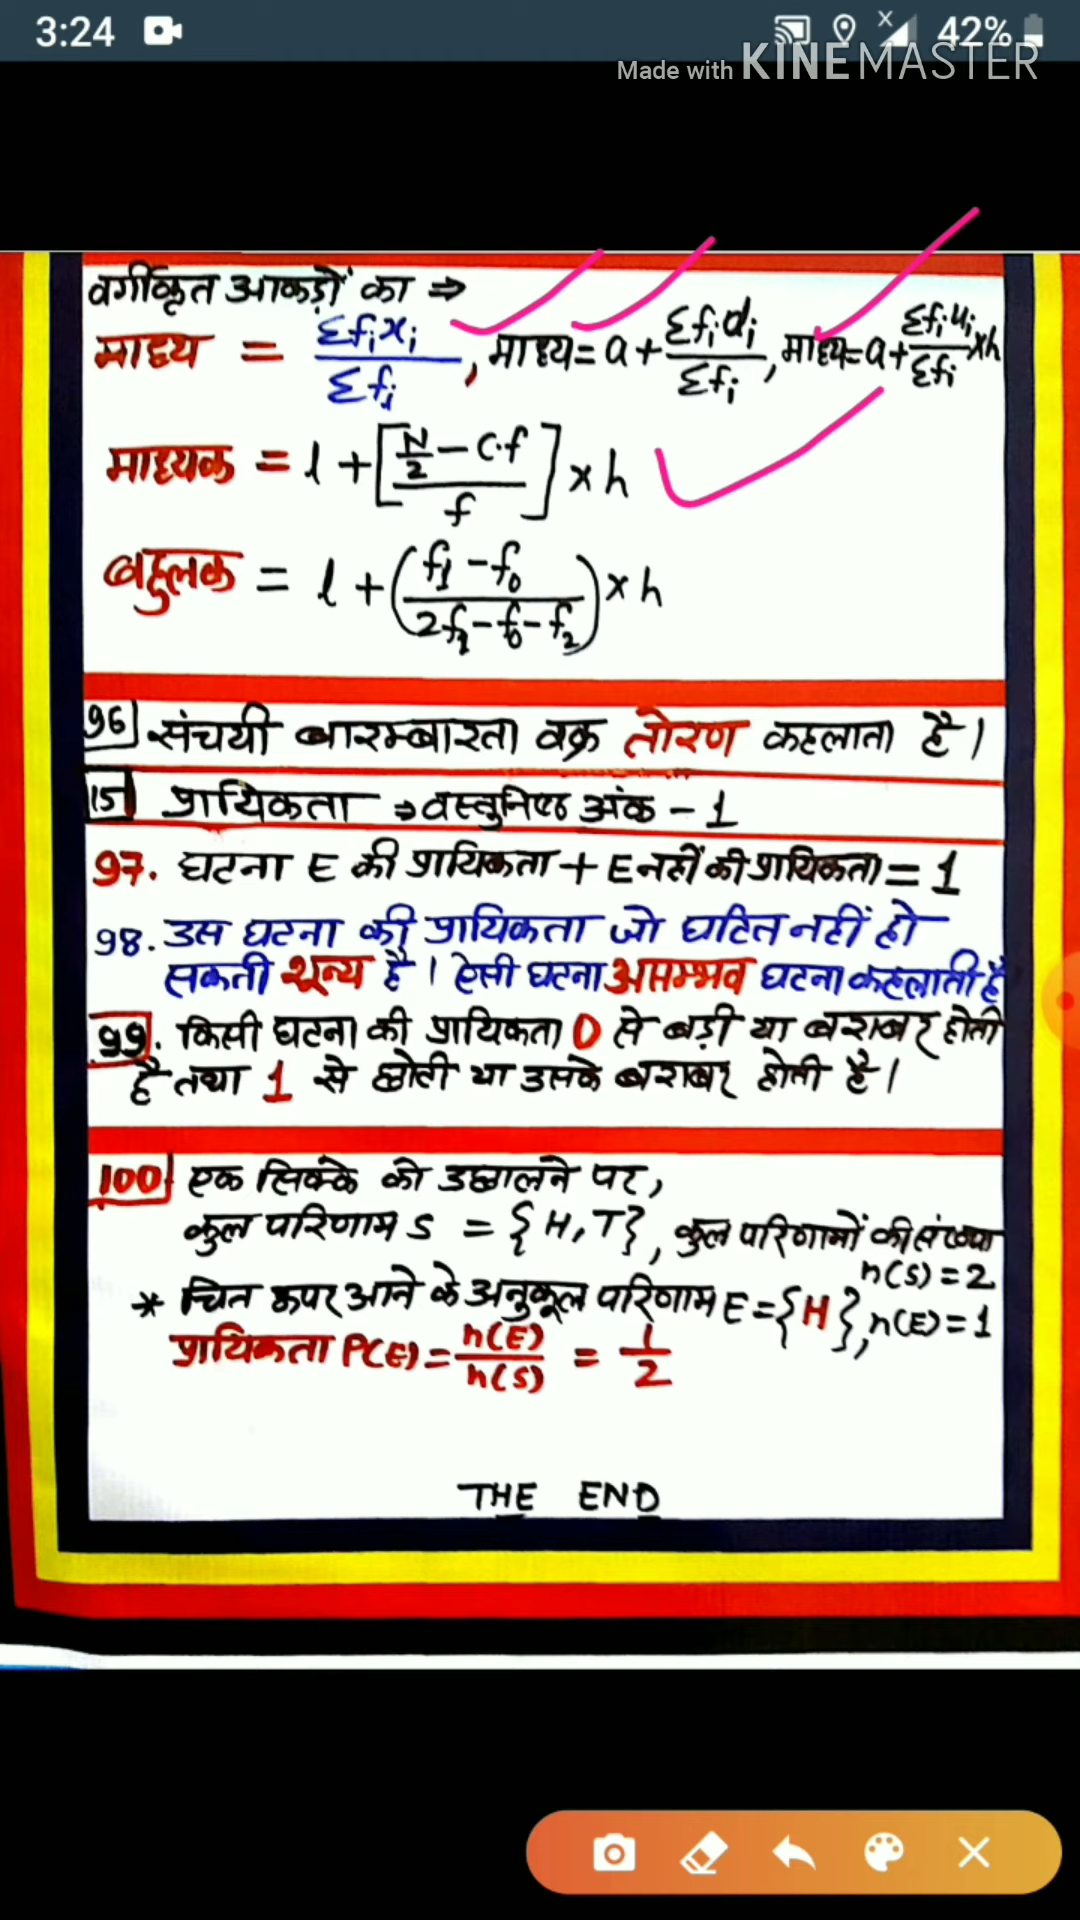 3:24
42%
Made with KINEMASTER
वर्गीकृत आकड़ों का ⇒
माध्य = Σfixi/Σfi, माध्य = a + Σfidi/Σfi, माध्य = a + Σfiui/Σfi × h
माध्यक = l + [N/2 - C.f / f] × h
बहुलक = l + (f1 - f0 / 2f1 - f0 - f2) × h
96 संचयी बारम्बारता वक्र तोरण कहलाता है।
15 प्रायिकता ⇒ वस्तुनिष्ठ अंक - 1
97. घटना E की प्रायिकता + E नहीं की प्रायिकता = 1
98. उस घटना की प्रायिकता जो घटित नहीं हो
सकती शून्य है। ऐसी घटना असम्भव घटना कहलाती है
99. किसी घटना की प्रायिकता 0 से बड़ी या बराबर होती
है तथा 1 से छोटी या उसके बराबर होती है।
100 एक सिक्के को उछालने पर,
कुल परिणाम S = {H, T}, कुल परिणामों की संख्या
n(S) = 2
* चित ऊपर आने के अनुकूल परिणाम E = {H}, n(E) = 1
प्रायिकता P(E) = n(E)/n(S) = 1/2
THE END